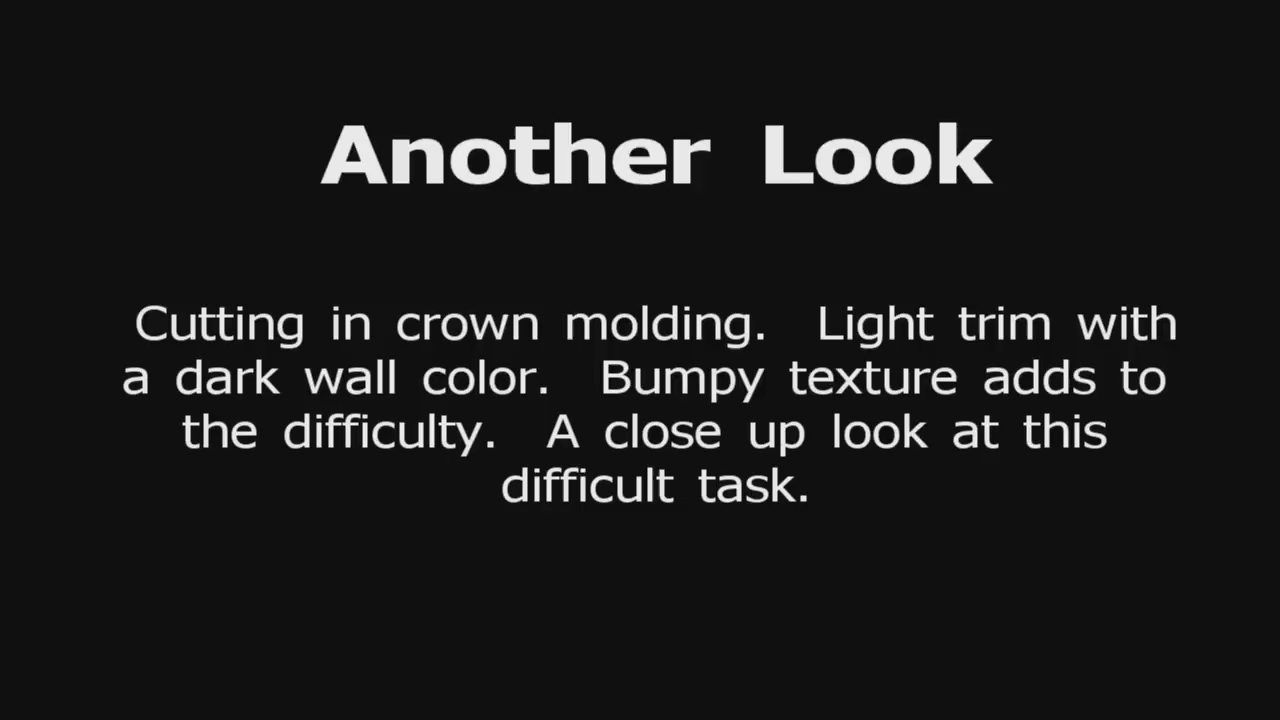 Another Look
Cutting in crown molding. Light trim with
a dark wall color. Bumpy texture adds to
the difficulty. A close up look at this
difficult task.